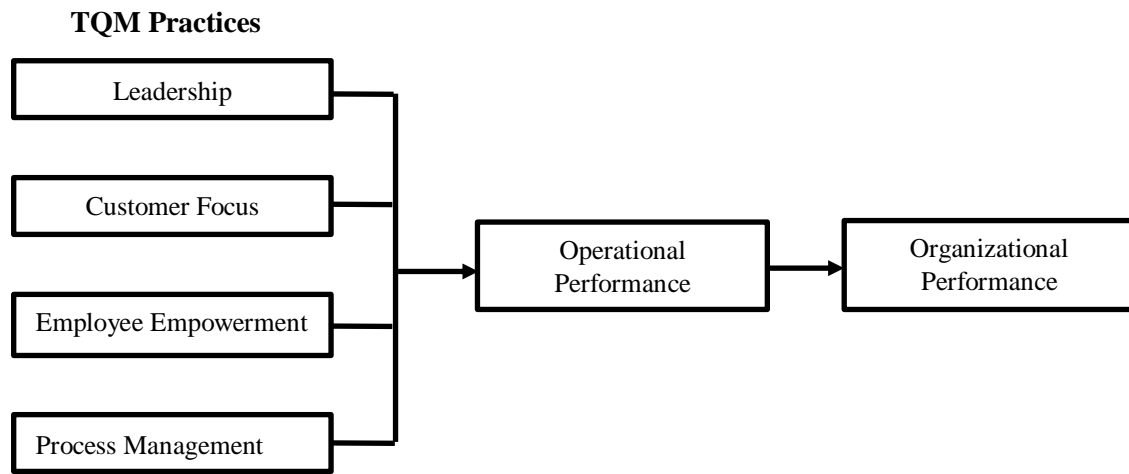 TQM Practices
Leadership
Customer Focus
Employee Empowerment
Process Management
Operational
Performance
Organizational
Performance